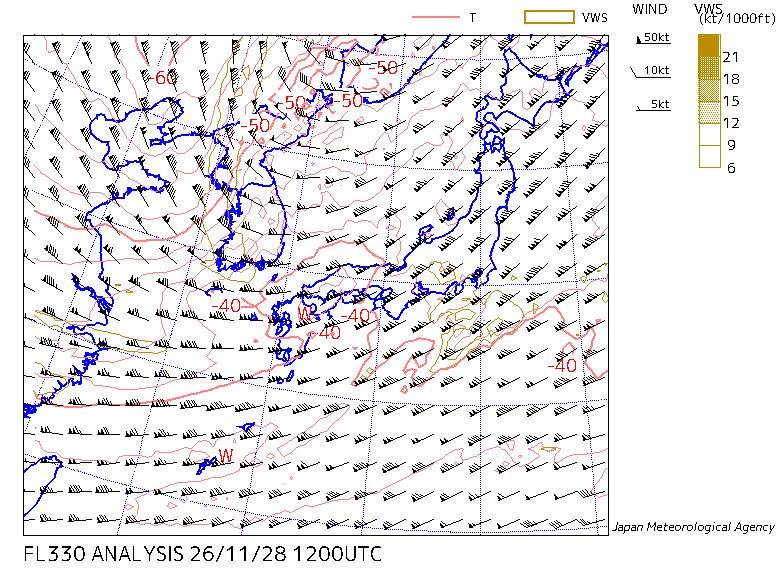 T
VWS
WIND
50kt
10kt
5kt
VWS
(kt/1000ft)
21
18
15
12
9
6
-60
-50
-50
-50
-50
-40
W
-40
-40
-40
W
Japan Meteorological Agency
FL330 ANALYSIS 26/11/28 1200UTC